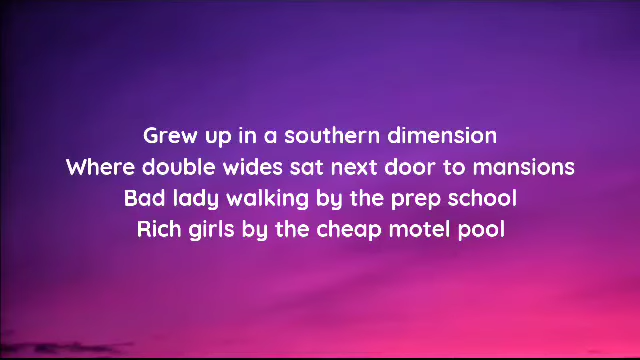 Grew up in a southern dimension
Where double wides sat next door to mansions
Bad lady walking by the prep school
Rich girls by the cheap motel pool